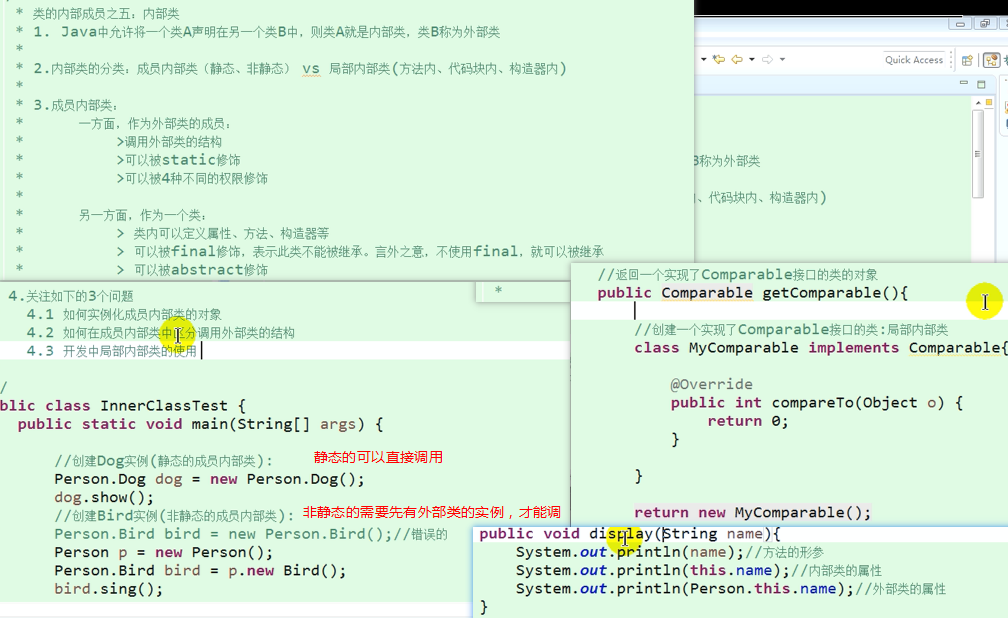 * 类的内部成员之五：内部类
* 1. Java中允许将一个类A声明在另一个类B中，则类A就是内部类，类B称为外部类
*
* 2.内部类的分类：成员内部类（静态、非静态） vs 局部内部类(方法内、代码块内、构造器内)
*
* 3.成员内部类：
* 一方面，作为外部类的成员：
* >调用外部类的结构
* >可以被static修饰
* >可以被4种不同的权限修饰
*
* 另一方面，作为一个类：
* > 类内可以定义属性、方法、构造器等
* > 可以被final修饰，表示此类不能被继承。言外之意，不使用final，就可以被继承
* > 可以被abstract修饰
Quick Access
B称为外部类
、代码块内、构造器内)
*
4.关注如下的3个问题
4.1 如何实例化成员内部类的对象
4.2 如何在成员内部类中区分调用外部类的结构
4.3 开发中局部内部类的使用
/
blic class InnerClassTest {
public static void main(String[] args) {
//创建Dog实例(静态的成员内部类): 静态的可以直接调用
Person.Dog dog = new Person.Dog();
dog.show();
//创建Bird实例(非静态的成员内部类): 非静态的需要先有外部类的实例，才能调
Person.Bird bird = new Person.Bird();//错误的
Person p = new Person();
Person.Bird bird = p.new Bird();
bird.sing();
//返回一个实现了Comparable接口的类的对象
public Comparable getComparable(){
//创建一个实现了Comparable接口的类:局部内部类
class MyComparable implements Comparable{
@Override
public int compareTo(Object o) {
return 0;
}
}
return new MyComparable();
public void display(String name){
System.out.println(name);//方法的形参
System.out.println(this.name);//内部类的属性
System.out.println(Person.this.name);//外部类的属性
}